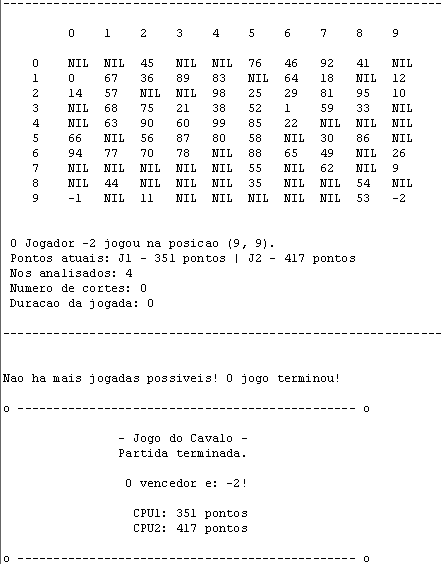 ----------------------------------------------------------------
0 1 2 3 4 5 6 7 8 9
0 NIL NIL 45 NIL NIL 76 46 92 41 NIL
1 0 67 36 89 83 NIL 64 18 NIL 12
2 14 57 NIL NIL 98 25 29 81 95 10
3 NIL 68 75 21 38 52 1 59 33 NIL
4 NIL 63 90 60 99 85 22 NIL NIL NIL
5 66 NIL 56 87 80 58 NIL 30 86 NIL
6 94 77 70 78 NIL 88 65 49 NIL 26
7 NIL NIL NIL NIL NIL 55 NIL 62 NIL 9
8 NIL 44 NIL NIL NIL 35 NIL NIL 54 NIL
9 -1 NIL 11 NIL NIL NIL NIL NIL 53 -2
O Jogador -2 jogou na posicao (9, 9).
Pontos atuais: J1 - 351 pontos | J2 - 417 pontos
Nos analisados: 4
Numero de cortes: 0
Duracao da jogada: 0
----------------------------------------------------------------
Nao ha mais jogadas possiveis! O jogo terminou!
o ------------------------------------------------- o
- Jogo do Cavalo -
Partida terminada.
O vencedor e: -2!
CPU1: 351 pontos
CPU2: 417 pontos
o ------------------------------------------------- o